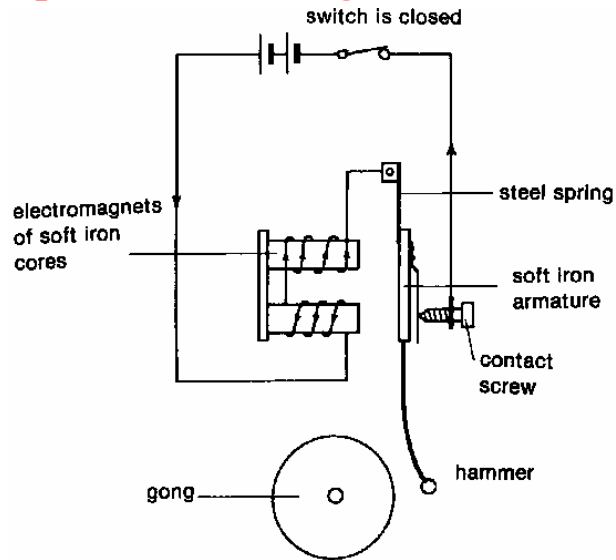 switch is closed
steel spring
electromagnets
of soft iron
cores
soft iron
armature
contact
screw
hammer
gong